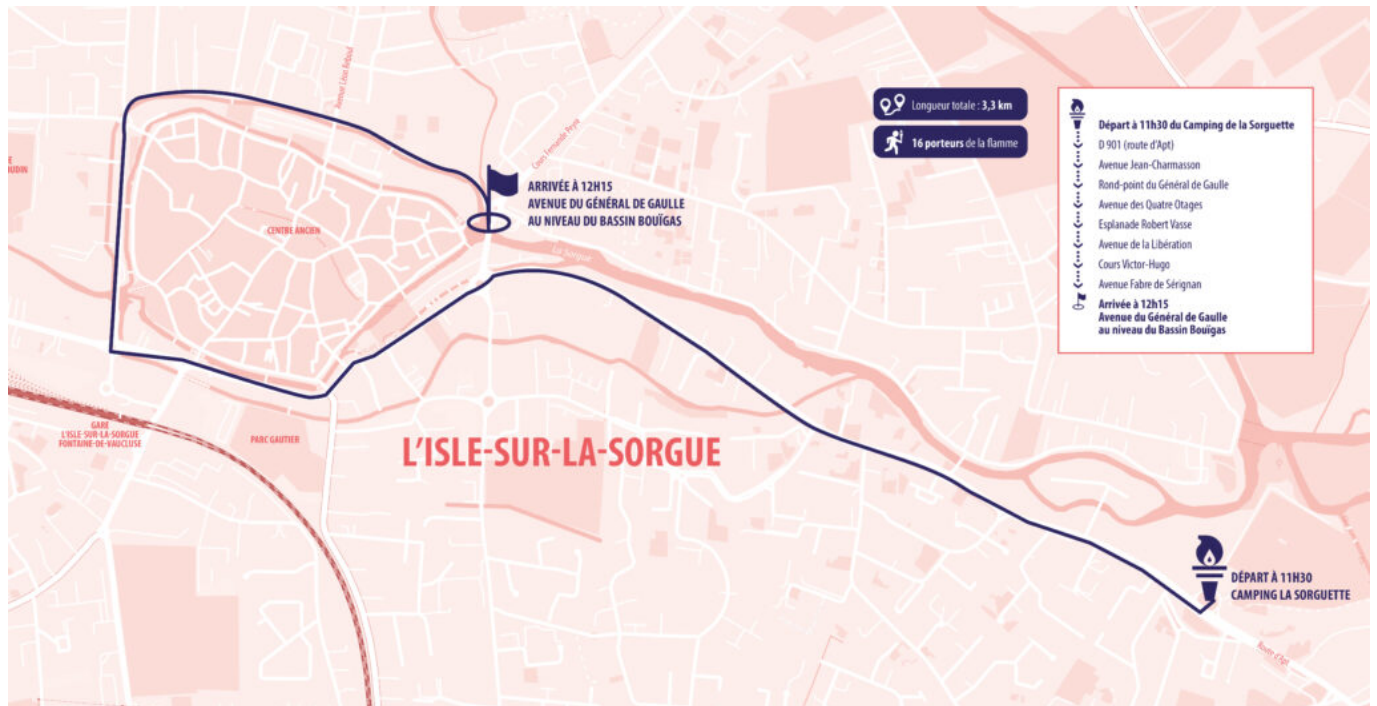 Avenue Léon Rebuud
Cours Fernande Peyre
Longueur totale : 3,3 km
16 porteurs de la flamme
Départ à 11h30 du Camping de la Sorguette
D 901 (route d'Apt)
Avenue Jean-Charmasson
Rond-point du Général de Gaulle
Avenue des Quatre Otages
Esplanade Robert Vasse
Avenue de la Libération
Cours Victor-Hugo
Avenue Fabre de Sérignan
Arrivée à 12h15
Avenue du Général de Gaulle
au niveau du Bassin Bouïgas
OUDIN
ARRIVÉE À 12H15
AVENUE DU GÉNÉRAL DE GAULLE
AU NIVEAU DU BASSIN BOUÏGAS
CENTRE ANCIEN
La Sorgue
GARE
L'ISLE-SUR-LA-SORGUE
FONTAINE-DE-VAUCLUSE
PARC GAUTIER
L'ISLE-SUR-LA-SORGUE
DÉPART À 11H30
CAMPING LA SORGUETTE
Route d'Apt